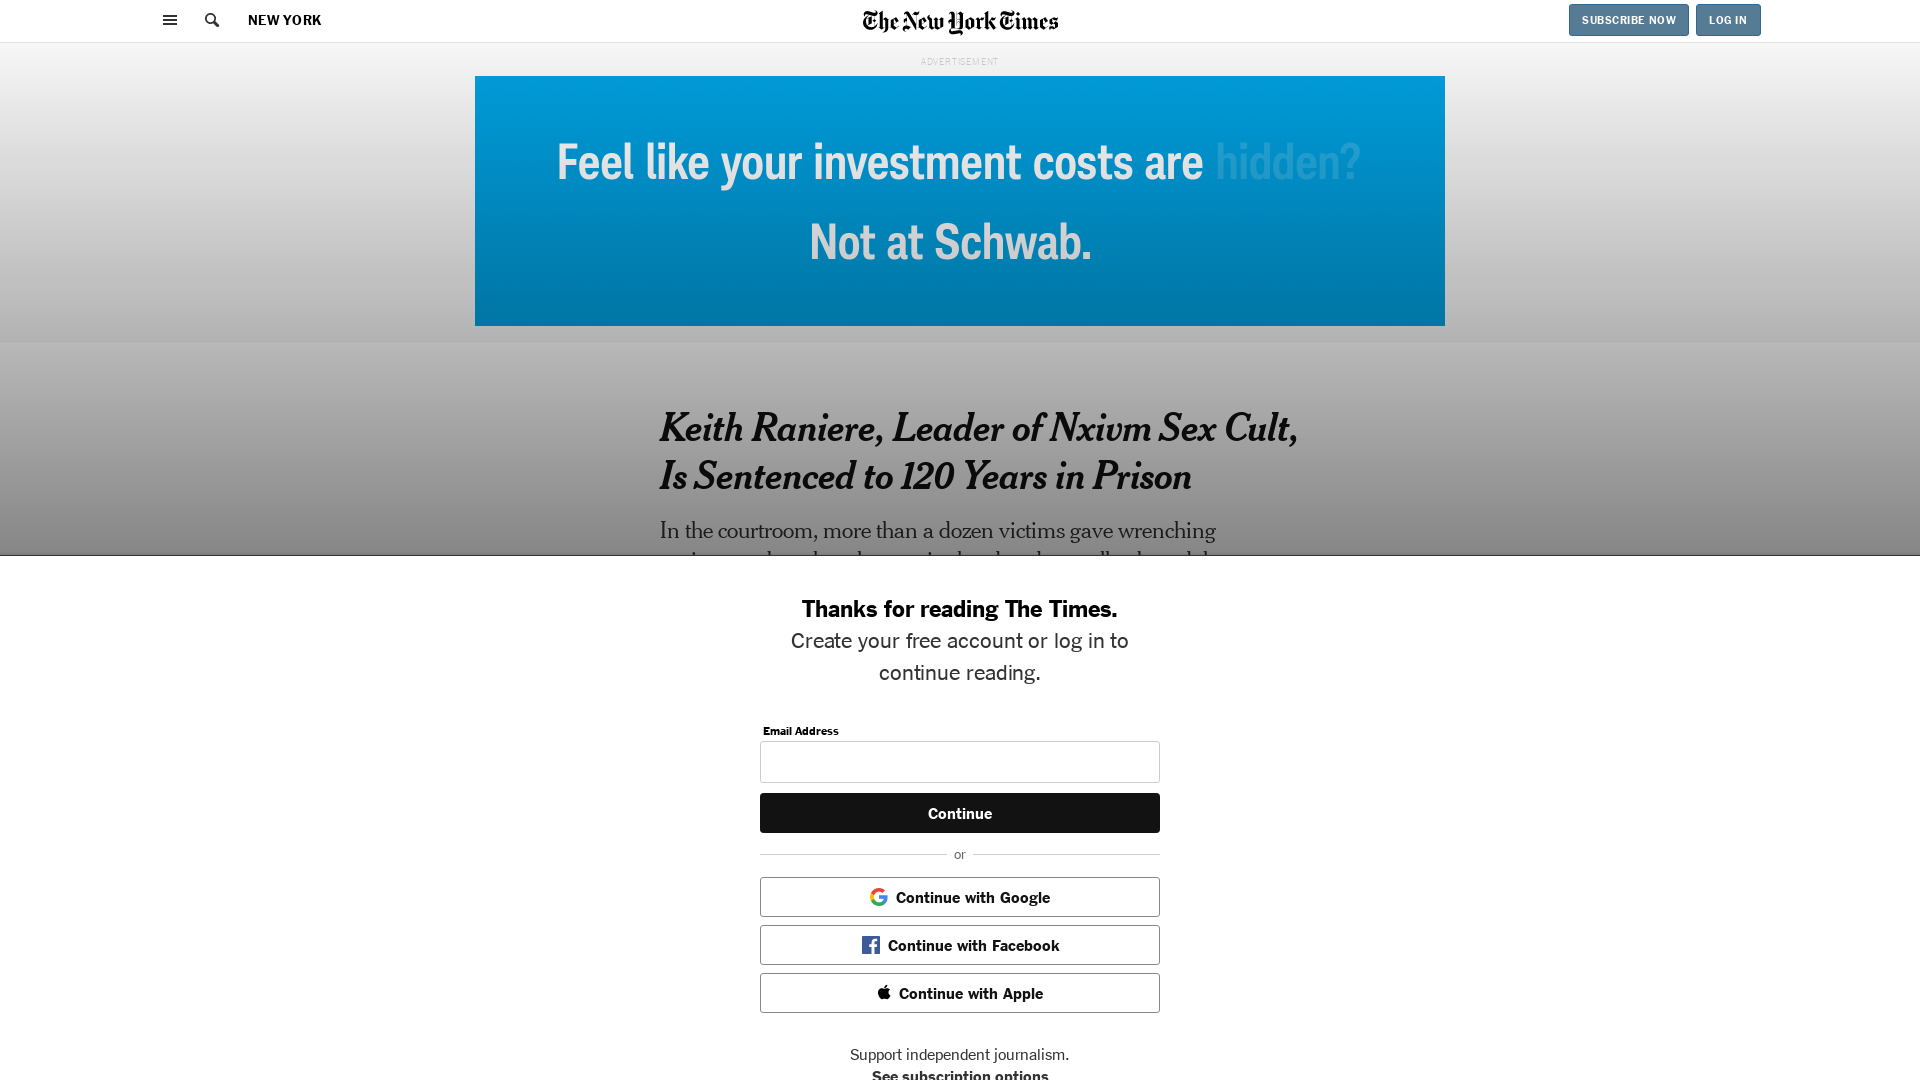 NEW YORK
The New York Times
SUBSCRIBE NOW
LOG IN
ADVERTISEMENT
Feel like your investment costs are hidden?
Not at Schwab.
Keith Raniere, Leader of Nxivm Sex Cult,
Is Sentenced to 120 Years in Prison
In the courtroom, more than a dozen victims gave wrenching
Thanks for reading The Times.
Create your free account or log in to
continue reading.
Email Address
Continue
or
Continue with Google
Continue with Facebook
Continue with Apple
Support independent journalism.
See subscription options